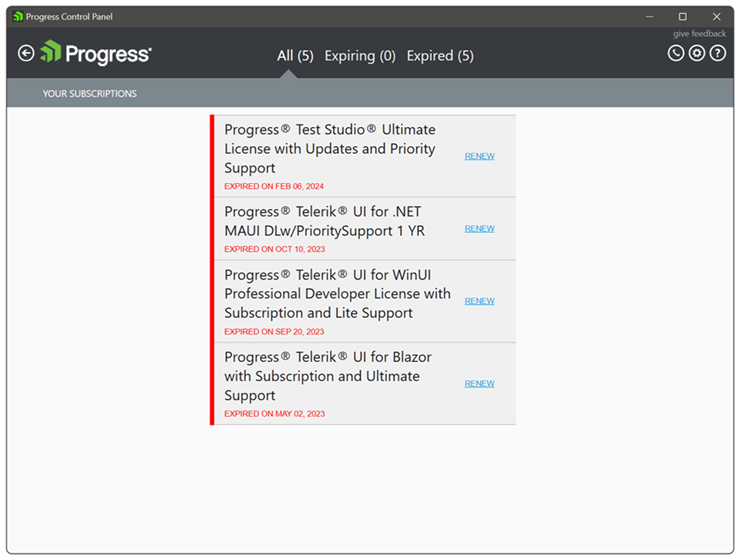 Progress Control Panel
give feedback
Progress®
All (5) Expiring (0) Expired (5)
YOUR SUBSCRIPTIONS
Progress® Test Studio® Ultimate
License with Updates and Priority
Support
RENEW
EXPIRED ON FEB 06, 2024
Progress® Telerik® UI for .NET
MAUI DLw/PrioritySupport 1 YR
RENEW
EXPIRED ON OCT 10, 2023
Progress® Telerik® UI for WinUI
Professional Developer License with
Subscription and Lite Support
RENEW
EXPIRED ON SEP 20, 2023
Progress® Telerik® UI for Blazor
with Subscription and Ultimate
Support
RENEW
EXPIRED ON MAY 02, 2023